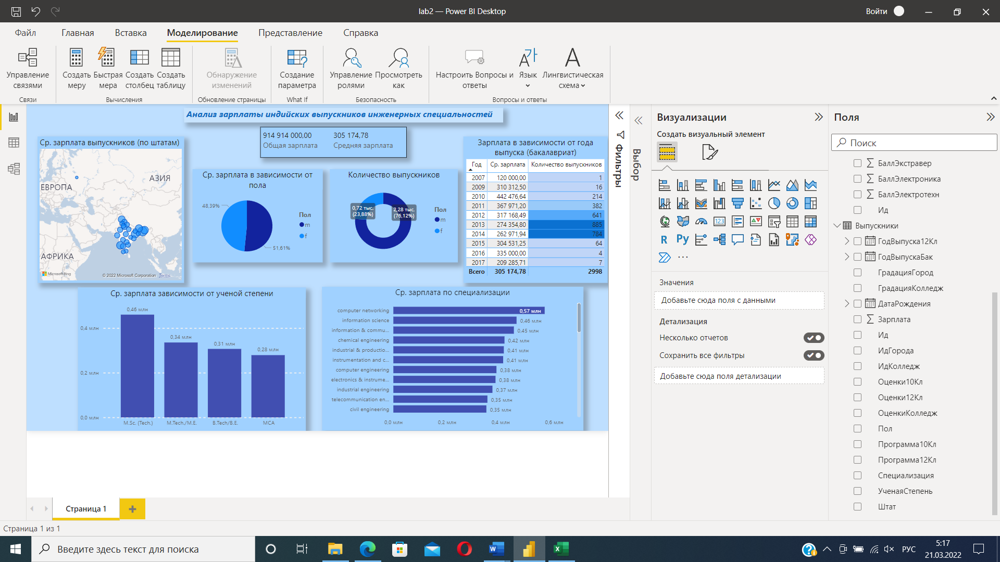 lab2 — Power BI Desktop
Войти
Файл
Главная
Вставка
Моделирование
Представление
Справка
Управление связями
Создать меру
Быстрая мера
Создать столбец
Создать таблицу
Обнаружение изменений
Создание параметра
Управление ролями
Просмотреть как
Настроить Вопросы и ответы
Язык
Лингвистическая схема
Связи
Вычисления
Обновление страницы
What If
Безопасность
Вопросы и ответы
Анализ зарплаты индийских выпускников инженерных специальностей
914 914 000,00
Общая зарплата
305 174,78
Средняя зарплата
Ср. зарплата выпускников (по штатам)
ЕВРОПА
АЗИЯ
АФРИКА
Microsoft Bing
© 2022 Microsoft Corporation Terms
Ср. зарплата в зависимости от
пола
48,39%
51,61%
Пол
m
f
Количество выпускников
0,72 тыс.
(23,88%)
2,28 тыс.
(76,12%)
Пол
m
f
Зарплата в зависимости от года
выпуска (бакалавриат)
Год Ср. зарплата Количество выпускников
2007 120 000,00 1
2009 310 312,50 16
2010 442 476,64 214
2011 367 971,20 382
2012 317 168,49 641
2013 274 354,80 885
2014 262 971,94 784
2015 304 531,25 64
2016 335 000,00 4
2017 209 285,71 7
Всего 305 174,78 2998
Ср. зарплата зависимости от ученой степени
0,4 млн
0,2 млн
0,0 млн
0,46 млн
0,34 млн
0,31 млн
0,28 млн
M.Sc. (Tech.)
M.Tech./M.E.
B.Tech/B.E.
MCA
Ср. зарплата по специализации
computer networking 0,57 млн
information science 0,46 млн
information & commu... 0,45 млн
chemical engineering 0,42 млн
industrial & productio... 0,41 млн
instrumentation and c... 0,41 млн
computer engineering 0,38 млн
electronics & instrume... 0,38 млн
industrial engineering 0,37 млн
telecommunication en... 0,35 млн
civil engineering 0,35 млн
0,0 млн
0,2 млн
0,4 млн
0,6 млн
Фильтры
Выбор
Визуализации
Создать визуальный элемент
123
R
Py
...
Значения
Добавьте сюда поля с данными
Детализация
Несколько отчетов
Сохранить все фильтры
Добавьте сюда поля детализации
Поля
Поиск
БаллЭкстравер
БаллЭлектроника
БаллЭлектротехн
Ид
Выпускники
ГодВыпуска12Кл
ГодВыпускаБак
ГрадацияГород
ГрадацияКолледж
ДатаРождения
Зарплата
Ид
ИдГорода
ИдКолледж
Оценки10Кл
Оценки12Кл
ОценкиКолледж
Пол
Программа10Кл
Программа12Кл
Специализация
УченаяСтепень
Штат
Страница 1
Страница 1 из 1
Введите здесь текст для поиска
РУС
5:17
21.03.2022